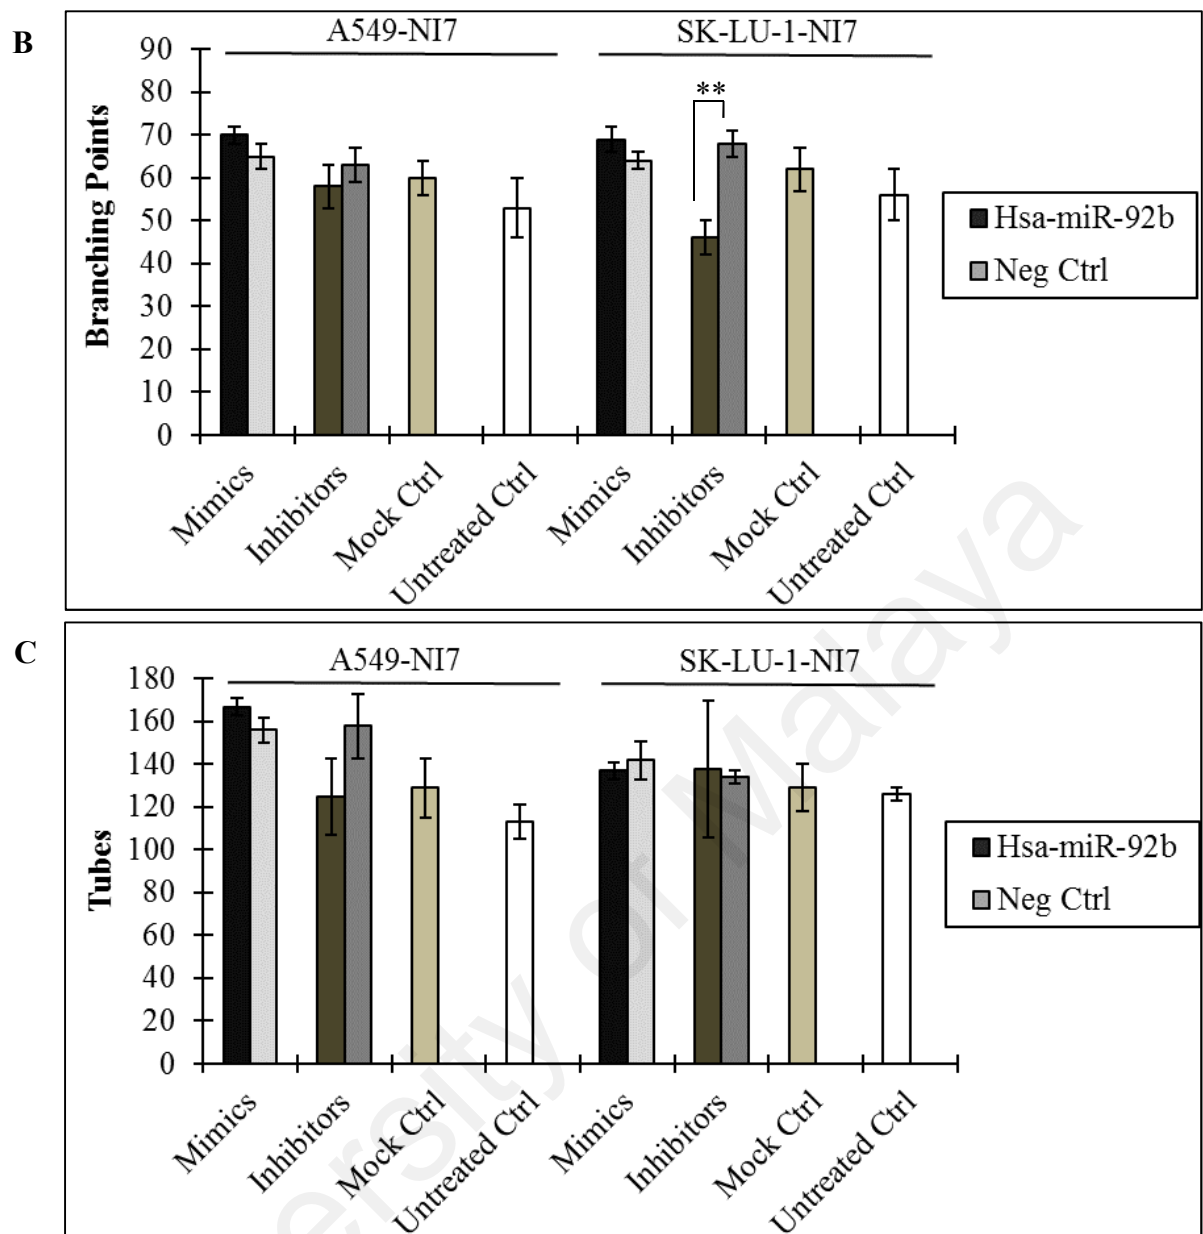 B
A549-NI7 SK-LU-1-NI7
90
80
70
60
50
40
30
20
10
0
Branching Points
**
Mimics Inhibitors Mock Ctrl Untreated Ctrl Mimics Inhibitors Mock Ctrl Untreated Ctrl
Hsa-miR-92b
Neg Ctrl
C
A549-NI7 SK-LU-1-NI7
180
160
140
120
100
80
60
40
20
0
Tubes
Mimics Inhibitors Mock Ctrl Untreated Ctrl Mimics Inhibitors Mock Ctrl Untreated Ctrl
Hsa-miR-92b
Neg Ctrl
ersity of Malaya